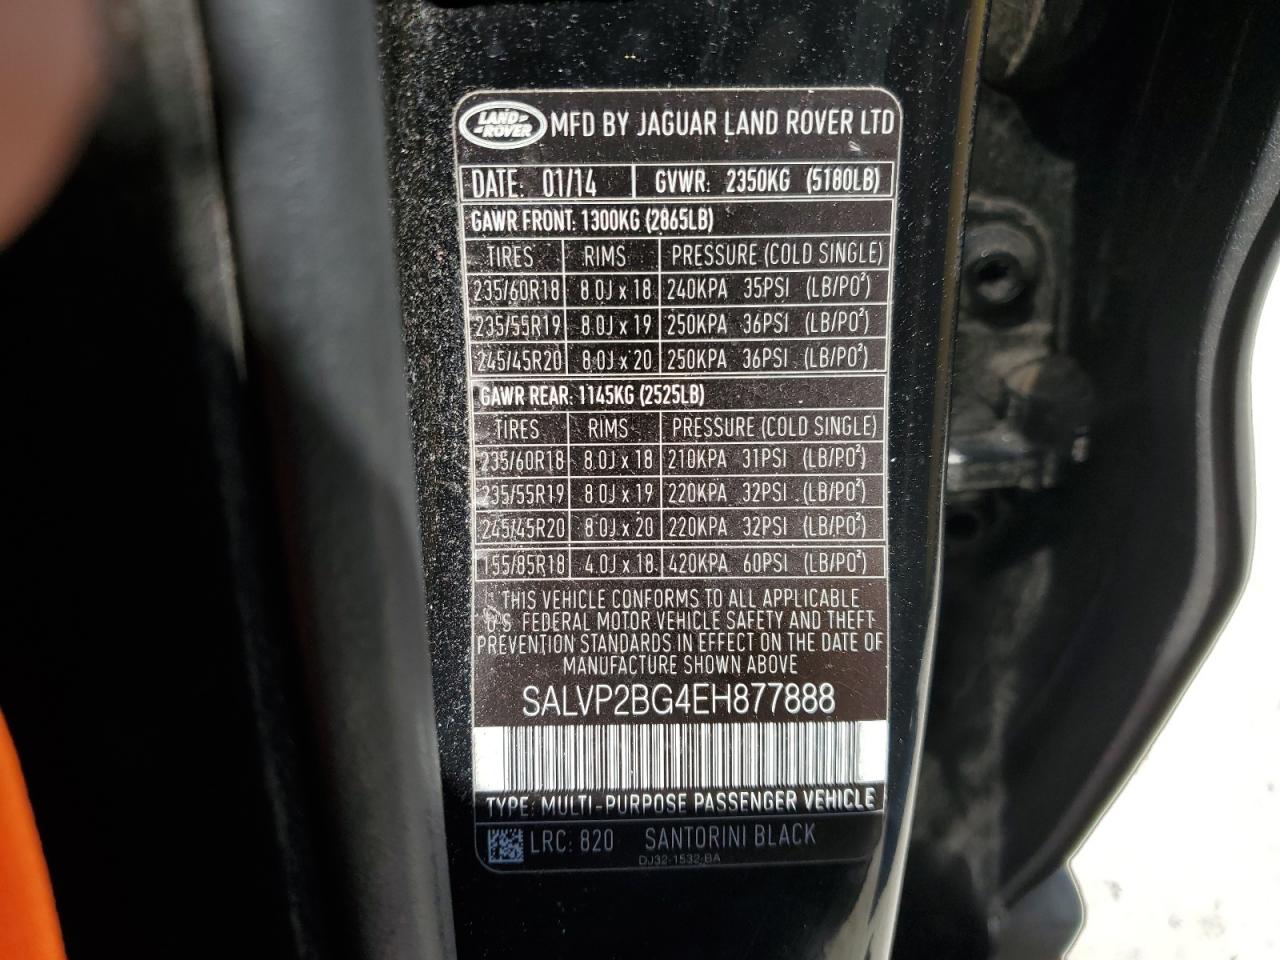 LAND ROVER MFD BY JAGUAR LAND ROVER LTD
DATE: 01/14 GVWR: 2350KG (5180LB)
GAWR FRONT: 1300KG (2865LB)
TIRES RIMS PRESSURE (COLD SINGLE)
235/60R18 8.0J x 18 240KPA 35PSI (LB/PO²)
235/55R19 8.0J x 19 250KPA 36PSI (LB/PO²)
245/45R20 8.0J x 20 250KPA 36PSI (LB/PO²)
GAWR REAR: 1145KG (2525LB)
TIRES RIMS PRESSURE (COLD SINGLE)
235/60R18 8.0J x 18 210KPA 31PSI (LB/PO²)
235/55R19 8.0J x 19 220KPA 32PSI (LB/PO²)
245/45R20 8.0J x 20 220KPA 32PSI (LB/PO²)
155/85R18 4.0J x 18 420KPA 60PSI (LB/PO²)
THIS VEHICLE CONFORMS TO ALL APPLICABLE
U.S. FEDERAL MOTOR VEHICLE SAFETY AND THEFT
PREVENTION STANDARDS IN EFFECT ON THE DATE OF
MANUFACTURE SHOWN ABOVE
SALVP2BG4EH877888
TYPE: MULTI-PURPOSE PASSENGER VEHICLE
LRC: 820 SANTORINI BLACK
DJ32-1532-BA